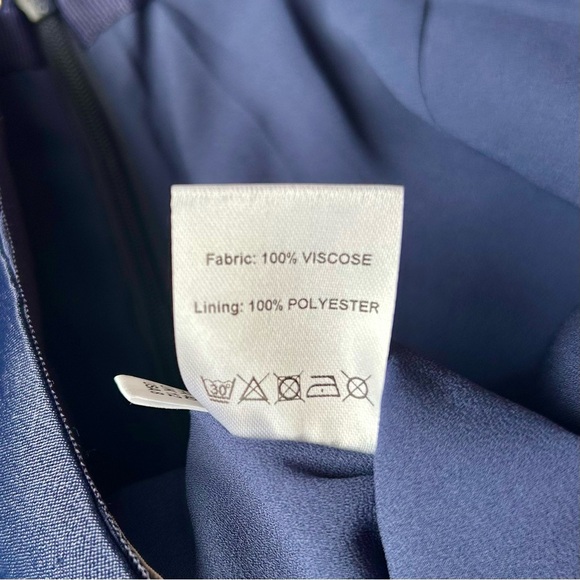 Fabric: 100% VISCOSE
Lining: 100% POLYESTER
30°